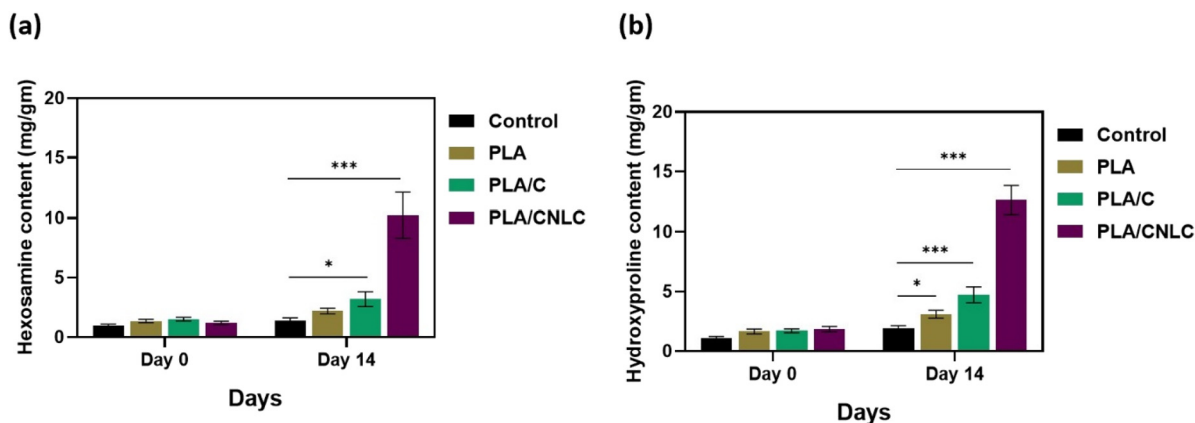 (a)
Hexosamine content (mg/gm)
20
15
10
5
0
***
*
Day 0
Day 14
Days
Control
PLA
PLA/C
PLA/CNLC
(b)
Hydroxyproline content (mg/gm)
20
15
10
5
0
***
***
*
Day 0
Day 14
Days
Control
PLA
PLA/C
PLA/CNLC